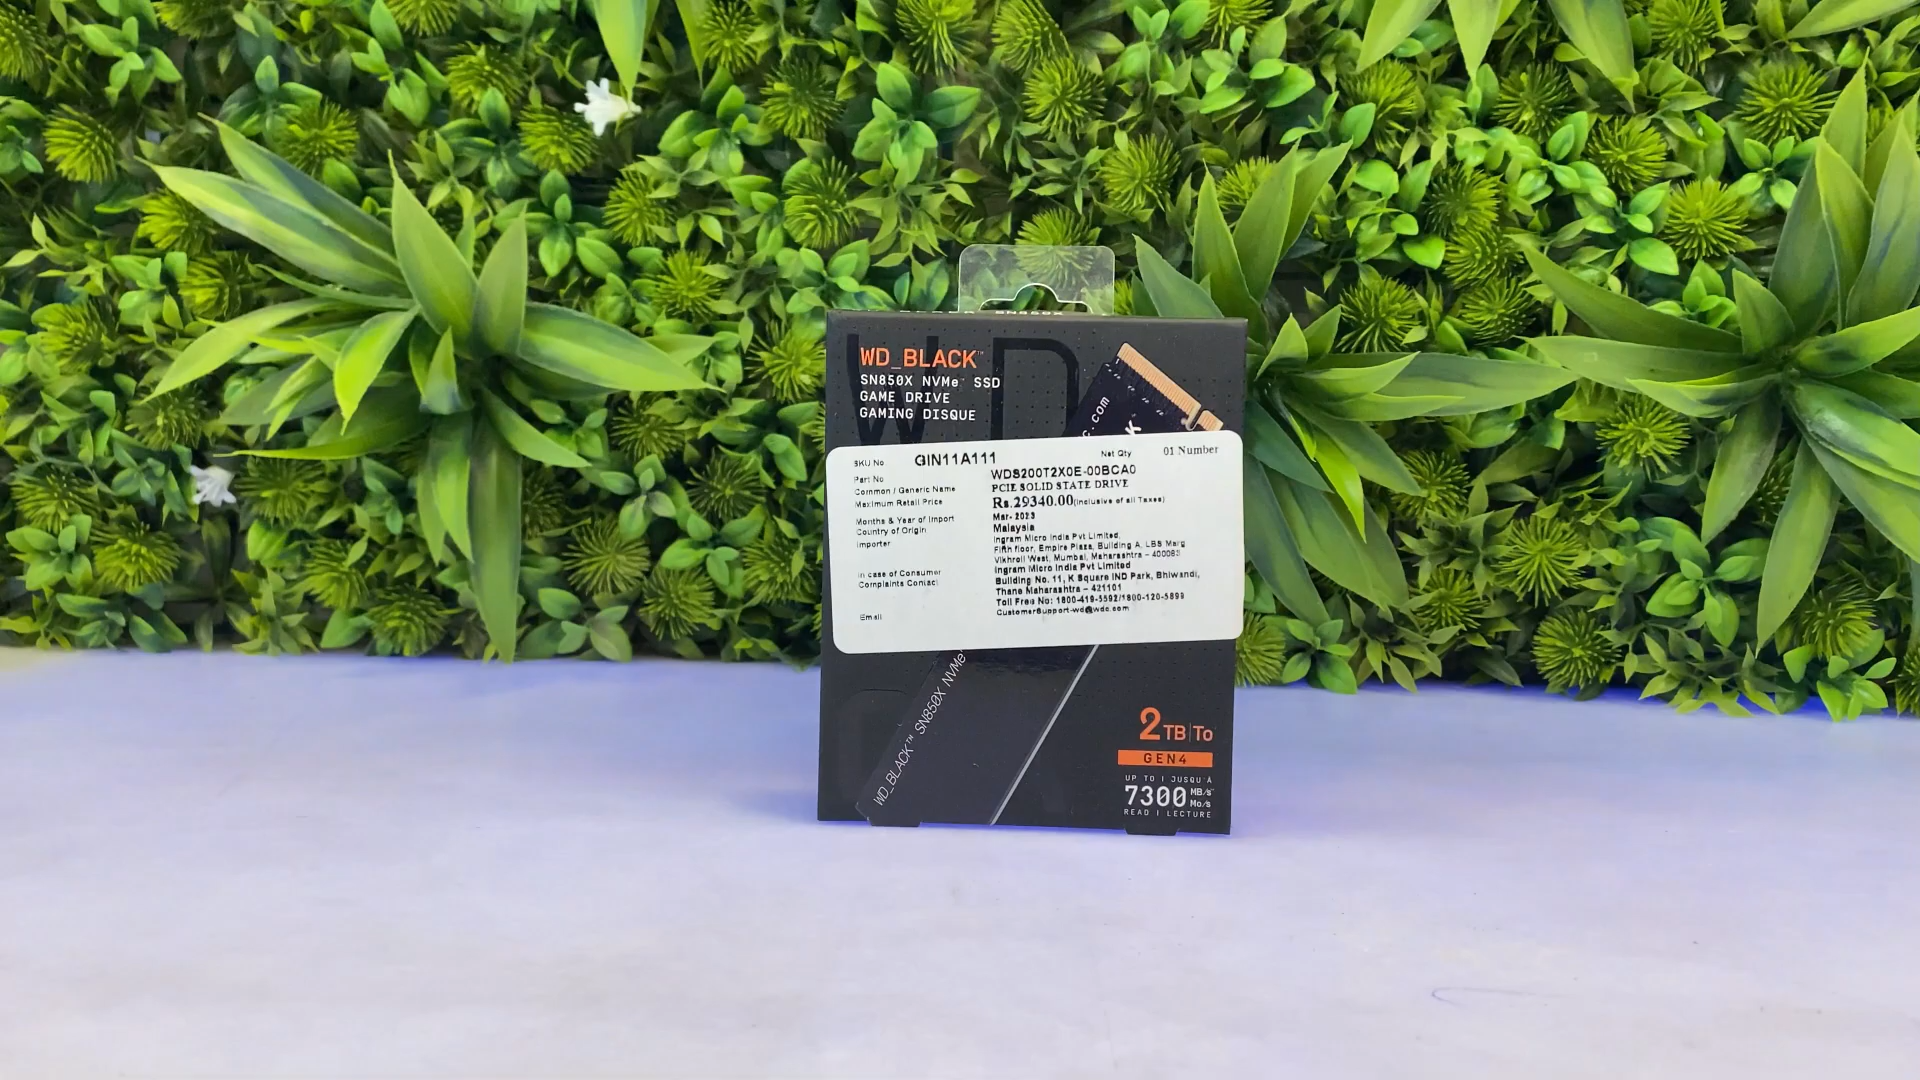 SN850X
WD_BLACK™
SN850X NVMe™ SSD
GAME DRIVE
GAMING DISQUE
c.com
K
SKU No GIN11A111 Net Qty 01 Number
Part No WDS200T2X0E-00BCA0
Common / Generic Name PCIE SOLID STATE DRIVE
Maximum Retail Price Rs.29340.00(Inclusive of all Taxes)
Months & Year of Import Mar- 2023
Country of Origin Malaysia
Importer Ingram Micro India Pvt Limited,
Fifth floor, Empire Plaza, Building A, LBS Marg
Vikhroli West, Mumbai, Maharashtra – 400083
Ingram Micro India Pvt Limited
In case of Consumer Building No. 11, K Square IND Park, Bhiwandi,
Complaints Contact Thane Maharashtra – 421101
Toll Free No: 1800-419-5592/1800-120-5899
Email CustomerSupport-wd@wdc.com
WD_BLACK™ SN850X NVMe™
2TB|To
GEN4
UP TO | JUSQU'À
7300 MB/s
Mo/s
READ | LECTURE